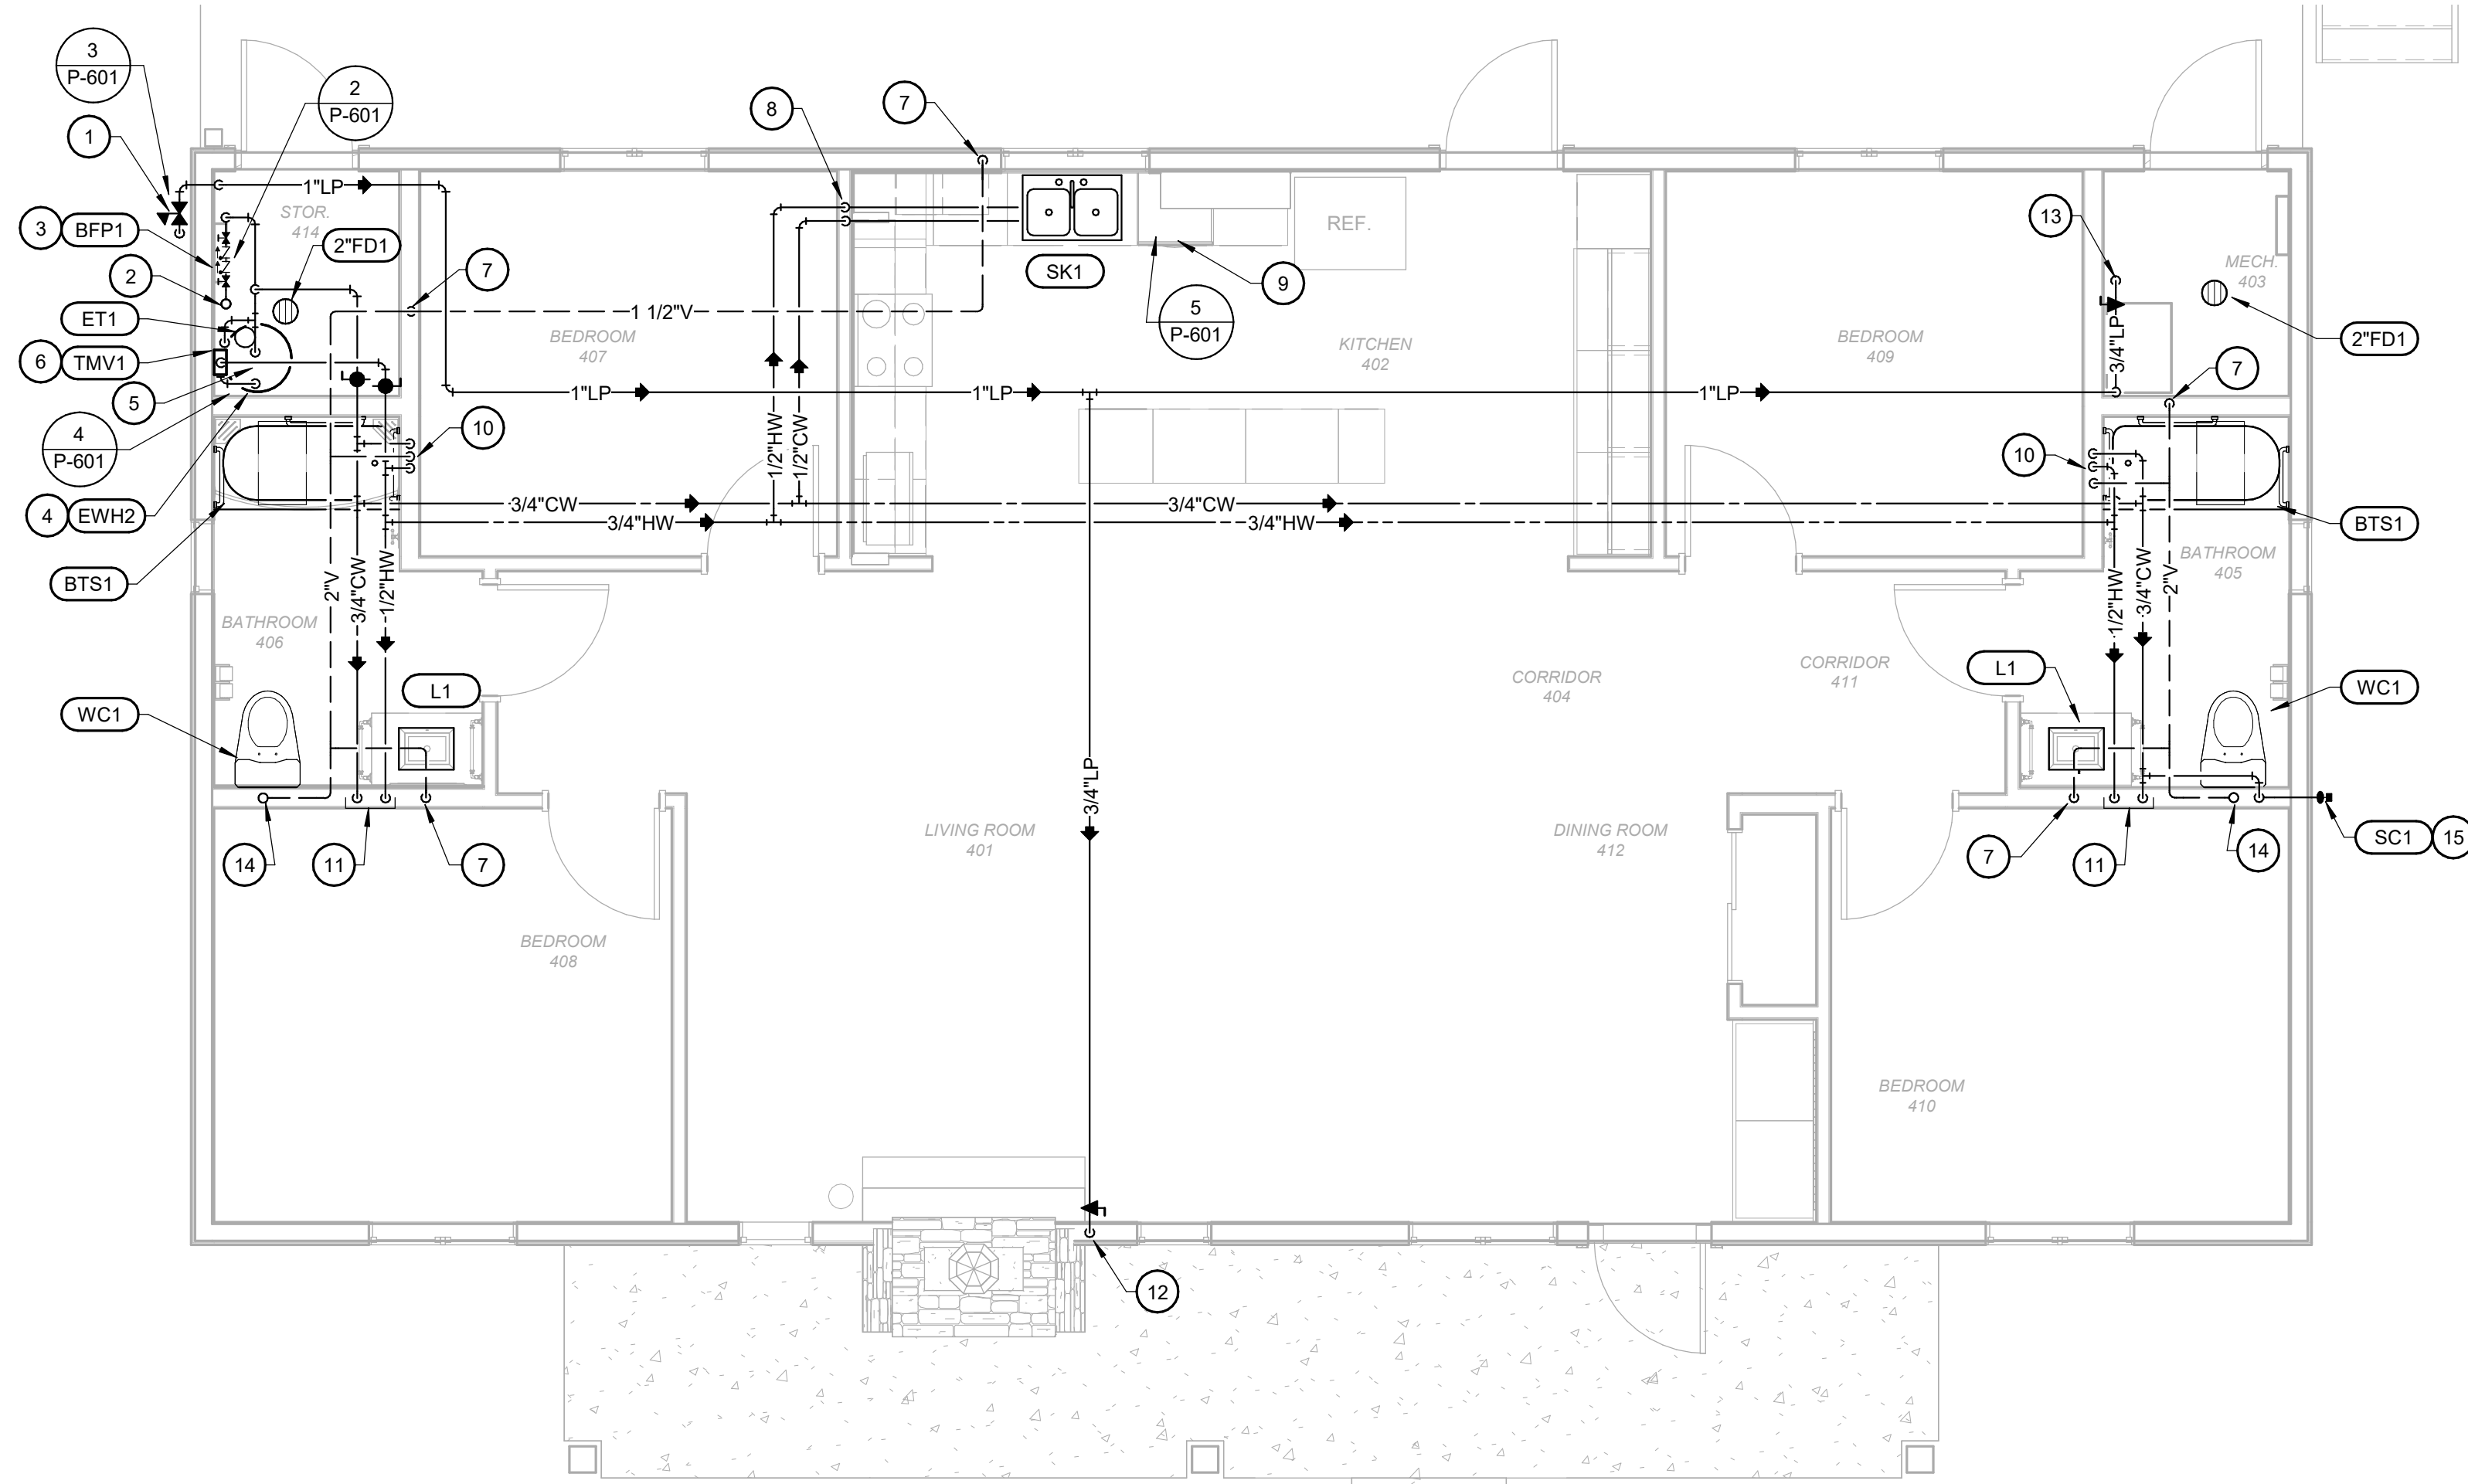 3
P-601
2
P-601
1
8
7
1"LP
STOR.
414
3
BFP1
2"FD1
13
2
7
SK1
9
REF.
MECH.
403
ET1
1 1/2"V
5
P-601
BEDROOM
407
KITCHEN
402
BEDROOM
409
3/4"LP
2"FD1
6
TMV1
7
5
1"LP
1"LP
1"LP
4
P-601
10
1/2"HW
1/2"CW
10
4
EWH2
3/4"CW
3/4"CW
3/4"HW
3/4"HW
BTS1
BTS1
2"V
3/4"CW
1/2"HW
1/2"HW
3/4"CW
2"V
BATHROOM
405
BATHROOM
406
L1
CORRIDOR
404
CORRIDOR
411
L1
WC1
WC1
3/4"LP
14
11
7
LIVING ROOM
401
DINING ROOM
412
7
11
14
SC1
15
BEDROOM
408
BEDROOM
410
12